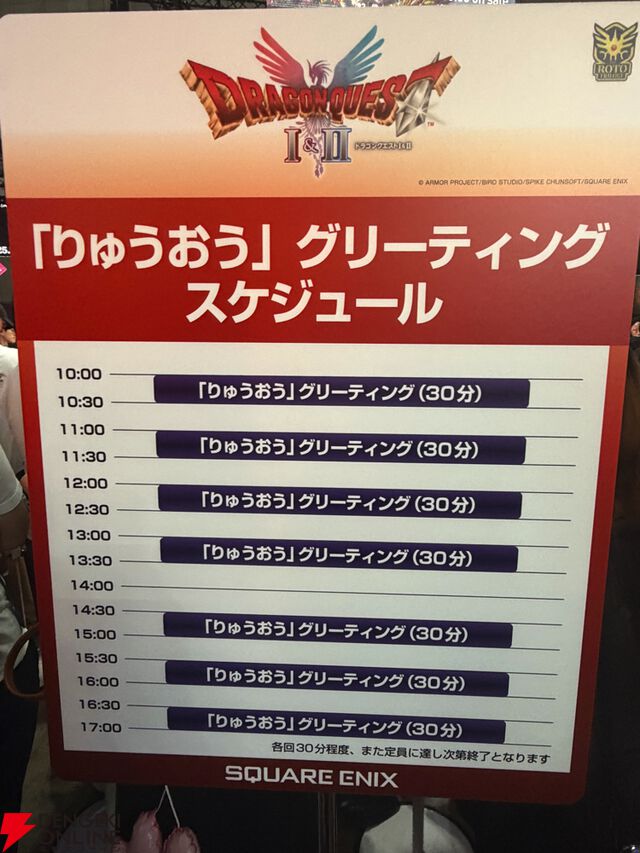 DRAGON QUEST
I&II ドラゴンクエストI&II
TM
ROTO
TRILOGY
© ARMOR PROJECT/BIRD STUDIO/SPIKE CHUNSOFT/SQUARE ENIX
「りゅうおう」グリーティング
スケジュール
10:00
「りゅうおう」グリーティング(30分)
10:30
11:00
「りゅうおう」グリーティング(30分)
11:30
12:00
「りゅうおう」グリーティング(30分)
12:30
13:00
「りゅうおう」グリーティング(30分)
13:30
14:00
14:30
「りゅうおう」グリーティング(30分)
15:00
15:30
「りゅうおう」グリーティング(30分)
16:00
16:30
「りゅうおう」グリーティング(30分)
17:00
各回30分程度、また定員に達し次第終了となります
SQUARE ENIX
DENGEKI
ONLINE